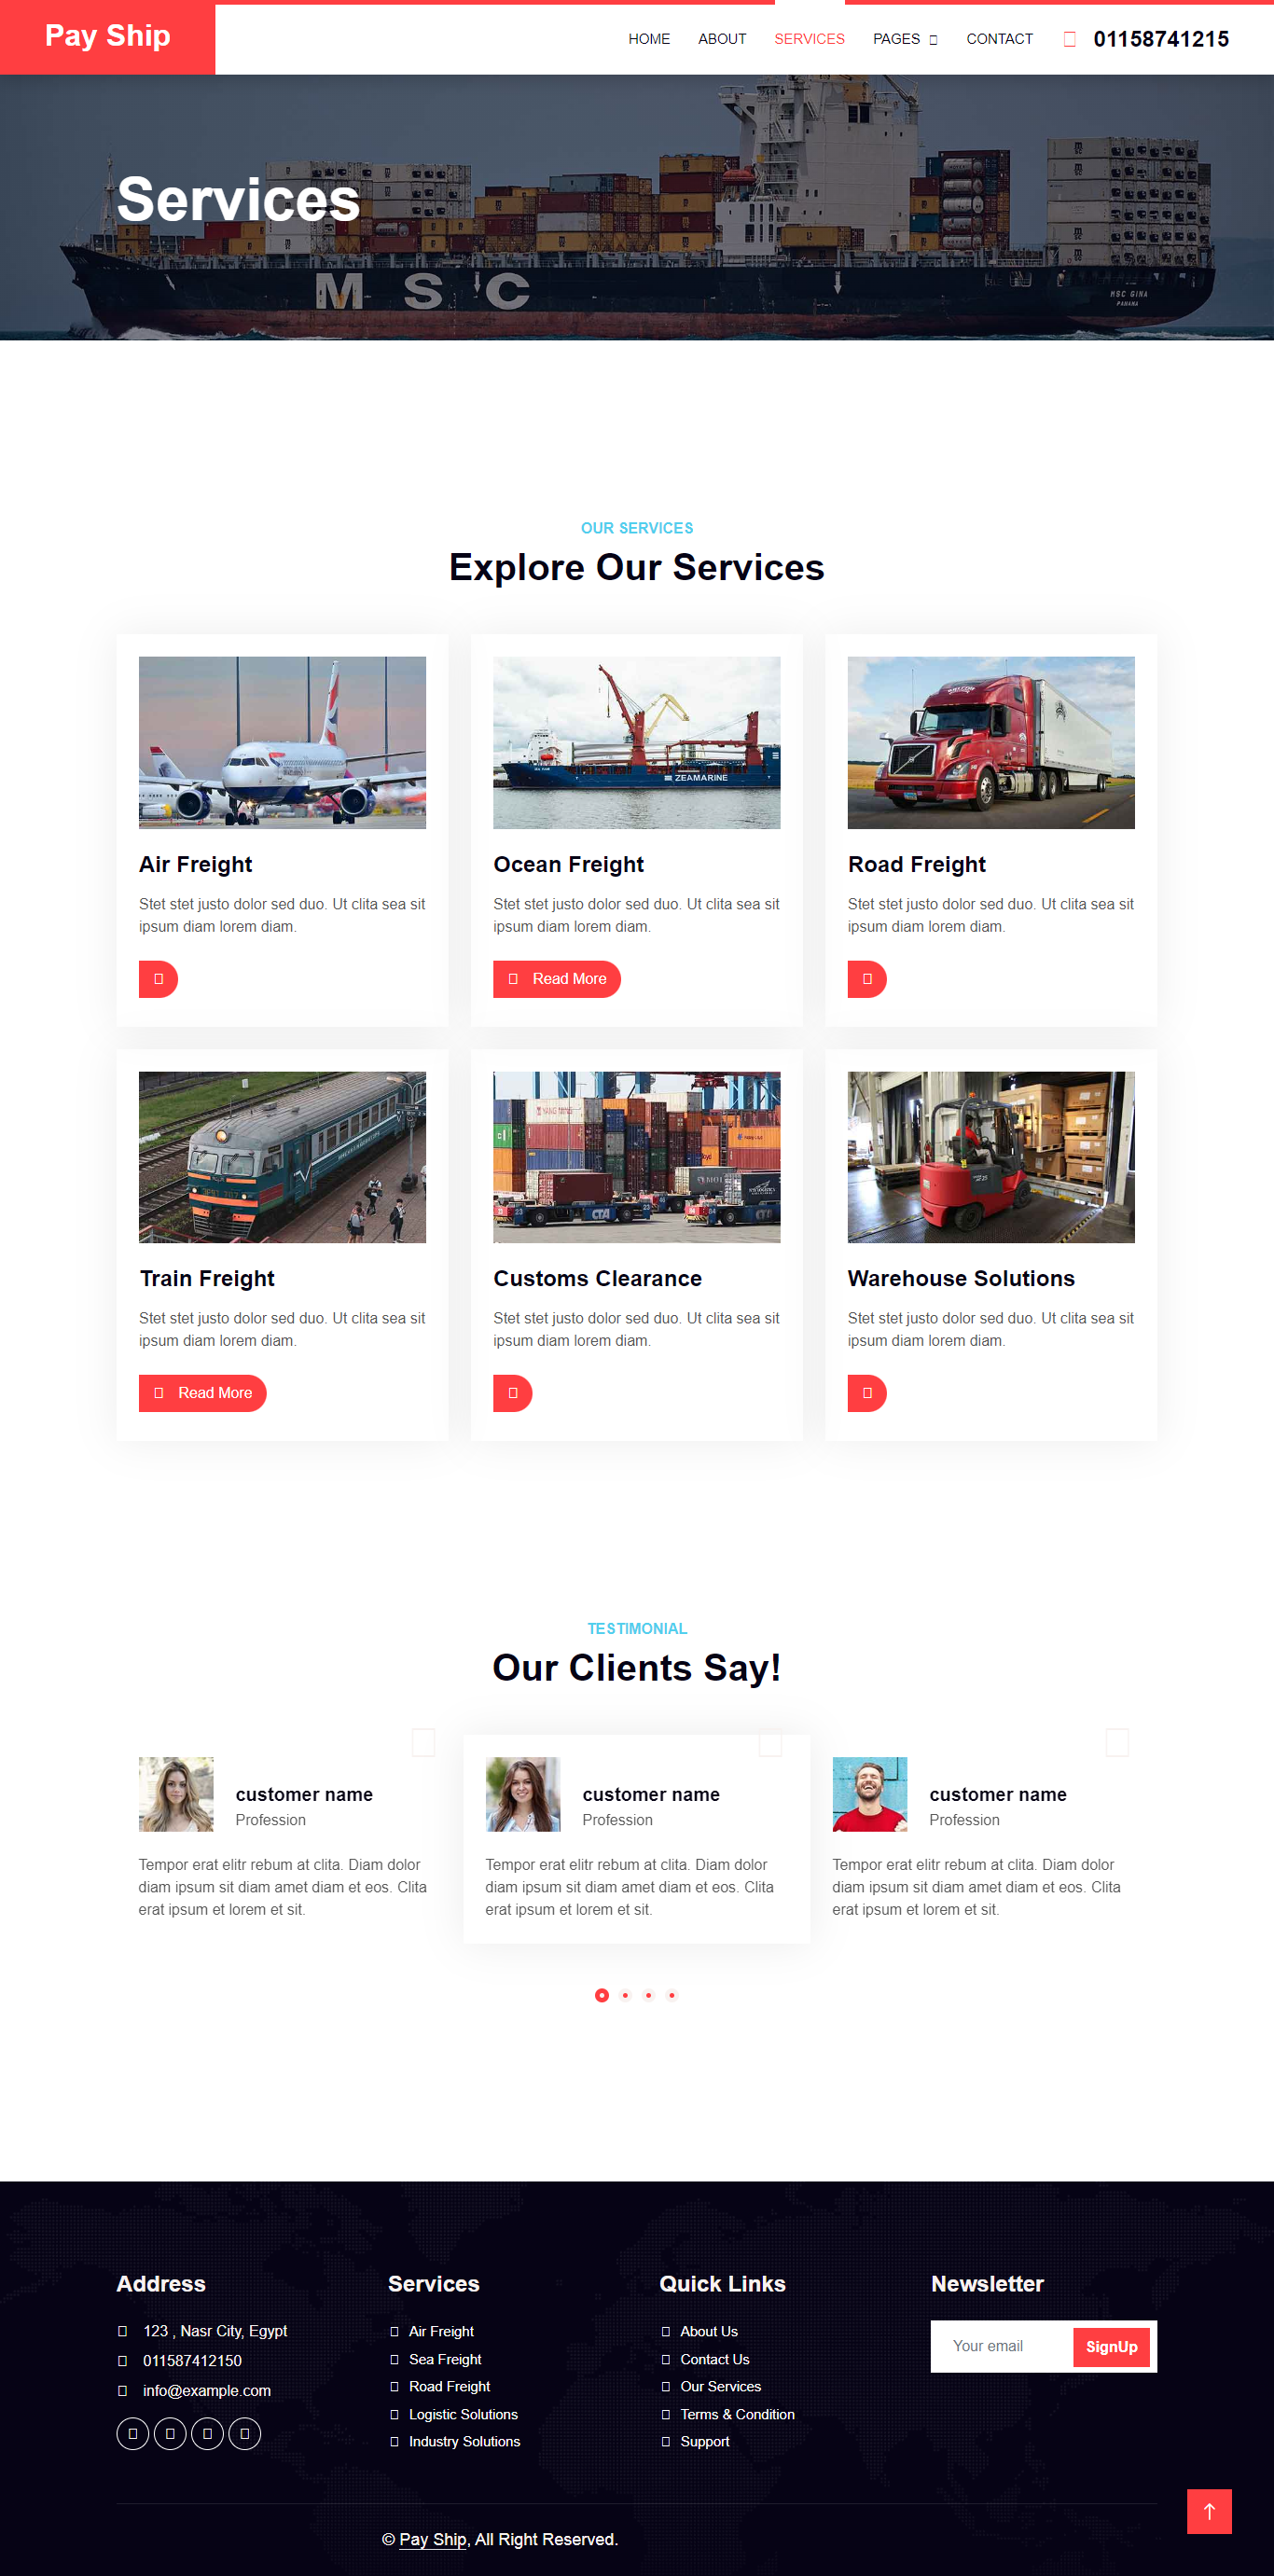 Pay Ship
HOME ABOUT SERVICES PAGES CONTACT 01158741215
Services
M S C
MSC GINA
PANAMA
OUR SERVICES
Explore Our Services
ZEAMARINE
Air Freight
Ocean Freight
Road Freight
Stet stet justo dolor sed duo. Ut clita sea sit
ipsum diam lorem diam.
Stet stet justo dolor sed duo. Ut clita sea sit
ipsum diam lorem diam.
Stet stet justo dolor sed duo. Ut clita sea sit
ipsum diam lorem diam.
Read More
CTA
CTA
Train Freight
Customs Clearance
Warehouse Solutions
Stet stet justo dolor sed duo. Ut clita sea sit
ipsum diam lorem diam.
Stet stet justo dolor sed duo. Ut clita sea sit
ipsum diam lorem diam.
Stet stet justo dolor sed duo. Ut clita sea sit
ipsum diam lorem diam.
Read More
TESTIMONIAL
Our Clients Say!
customer name
Profession
Tempor erat elitr rebum at clita. Diam dolor
diam ipsum sit diam amet diam et eos. Clita
erat ipsum et lorem et sit.
customer name
Profession
Tempor erat elitr rebum at clita. Diam dolor
diam ipsum sit diam amet diam et eos. Clita
erat ipsum et lorem et sit.
customer name
Profession
Tempor erat elitr rebum at clita. Diam dolor
diam ipsum sit diam amet diam et eos. Clita
erat ipsum et lorem et sit.
Address
123 , Nasr City, Egypt
011587412150
info@example.com
Services
Air Freight
Sea Freight
Road Freight
Logistic Solutions
Industry Solutions
Quick Links
About Us
Contact Us
Our Services
Terms & Condition
Support
Newsletter
Your email
SignUp
© Pay Ship, All Right Reserved.